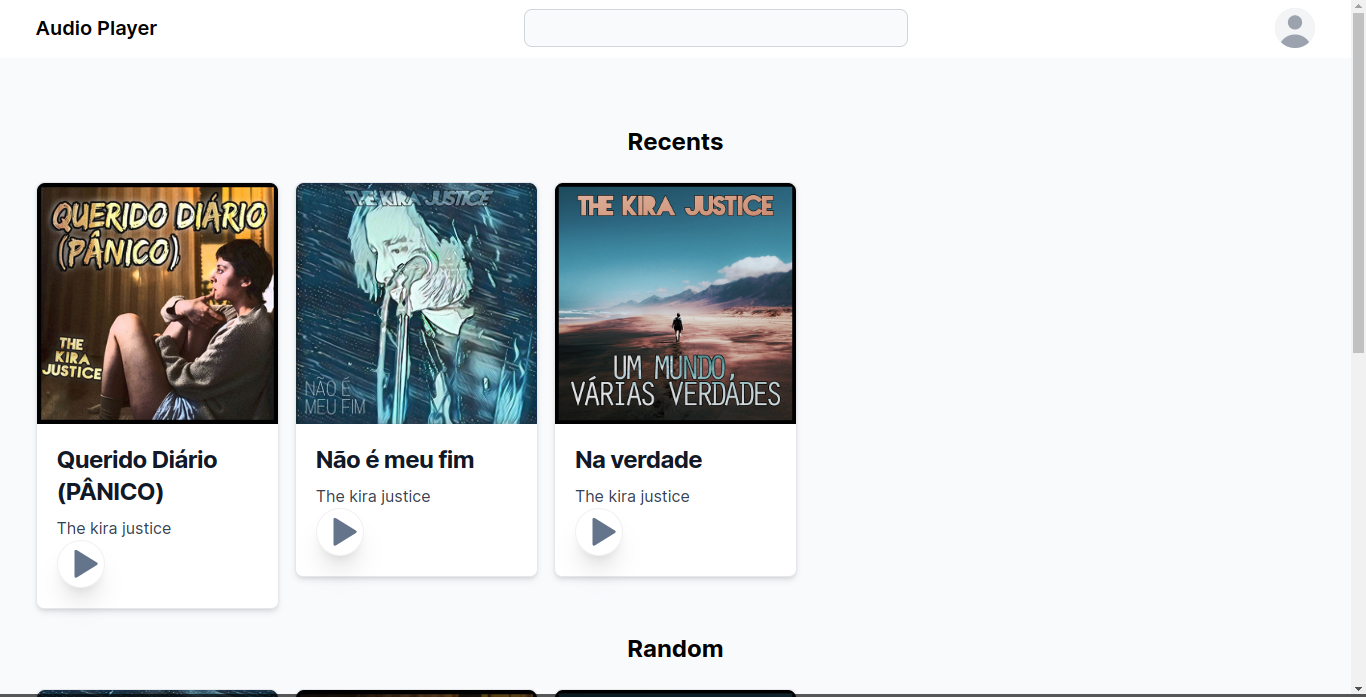 Audio Player
Recents
QUERIDO DIÁRIO
(PÂNICO)
THE
KIRA
JUSTICE
Querido Diário
(PÂNICO)
The kira justice
THE KIRA JUSTICE
NÃO É
MEU FIM
Não é meu fim
The kira justice
THE KIRA JUSTICE
UM MUNDO,
VÁRIAS VERDADES
Na verdade
The kira justice
Random